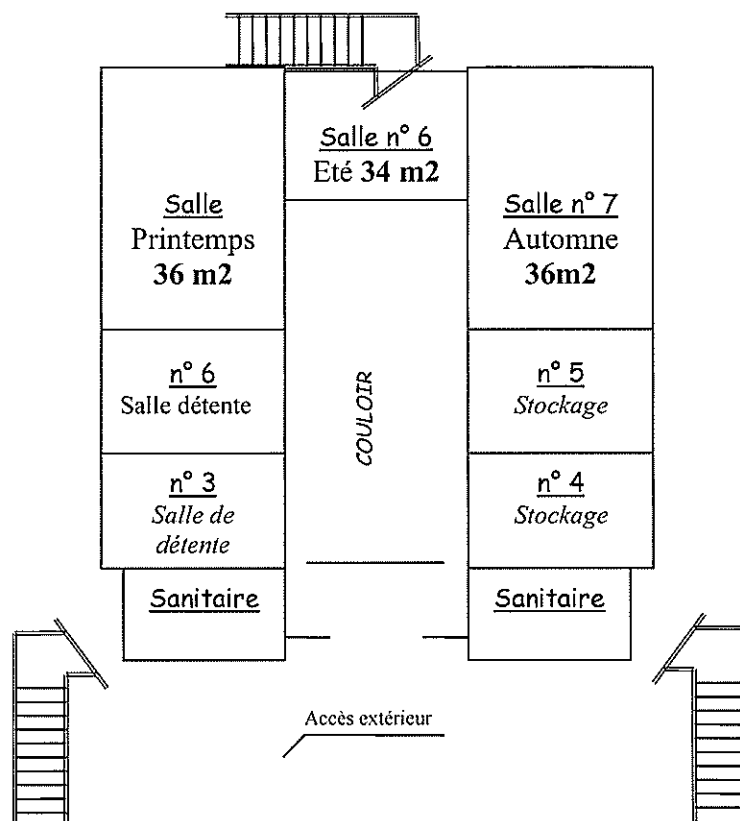 Salle n° 6
Eté 34 m2
Salle
Printemps
36 m2
Salle n° 7
Automne
36m2
n° 6
Salle détente
COULOIR
n° 5
Stockage
n° 3
Salle de
détente
n° 4
Stockage
Sanitaire
Sanitaire
Accès extérieur